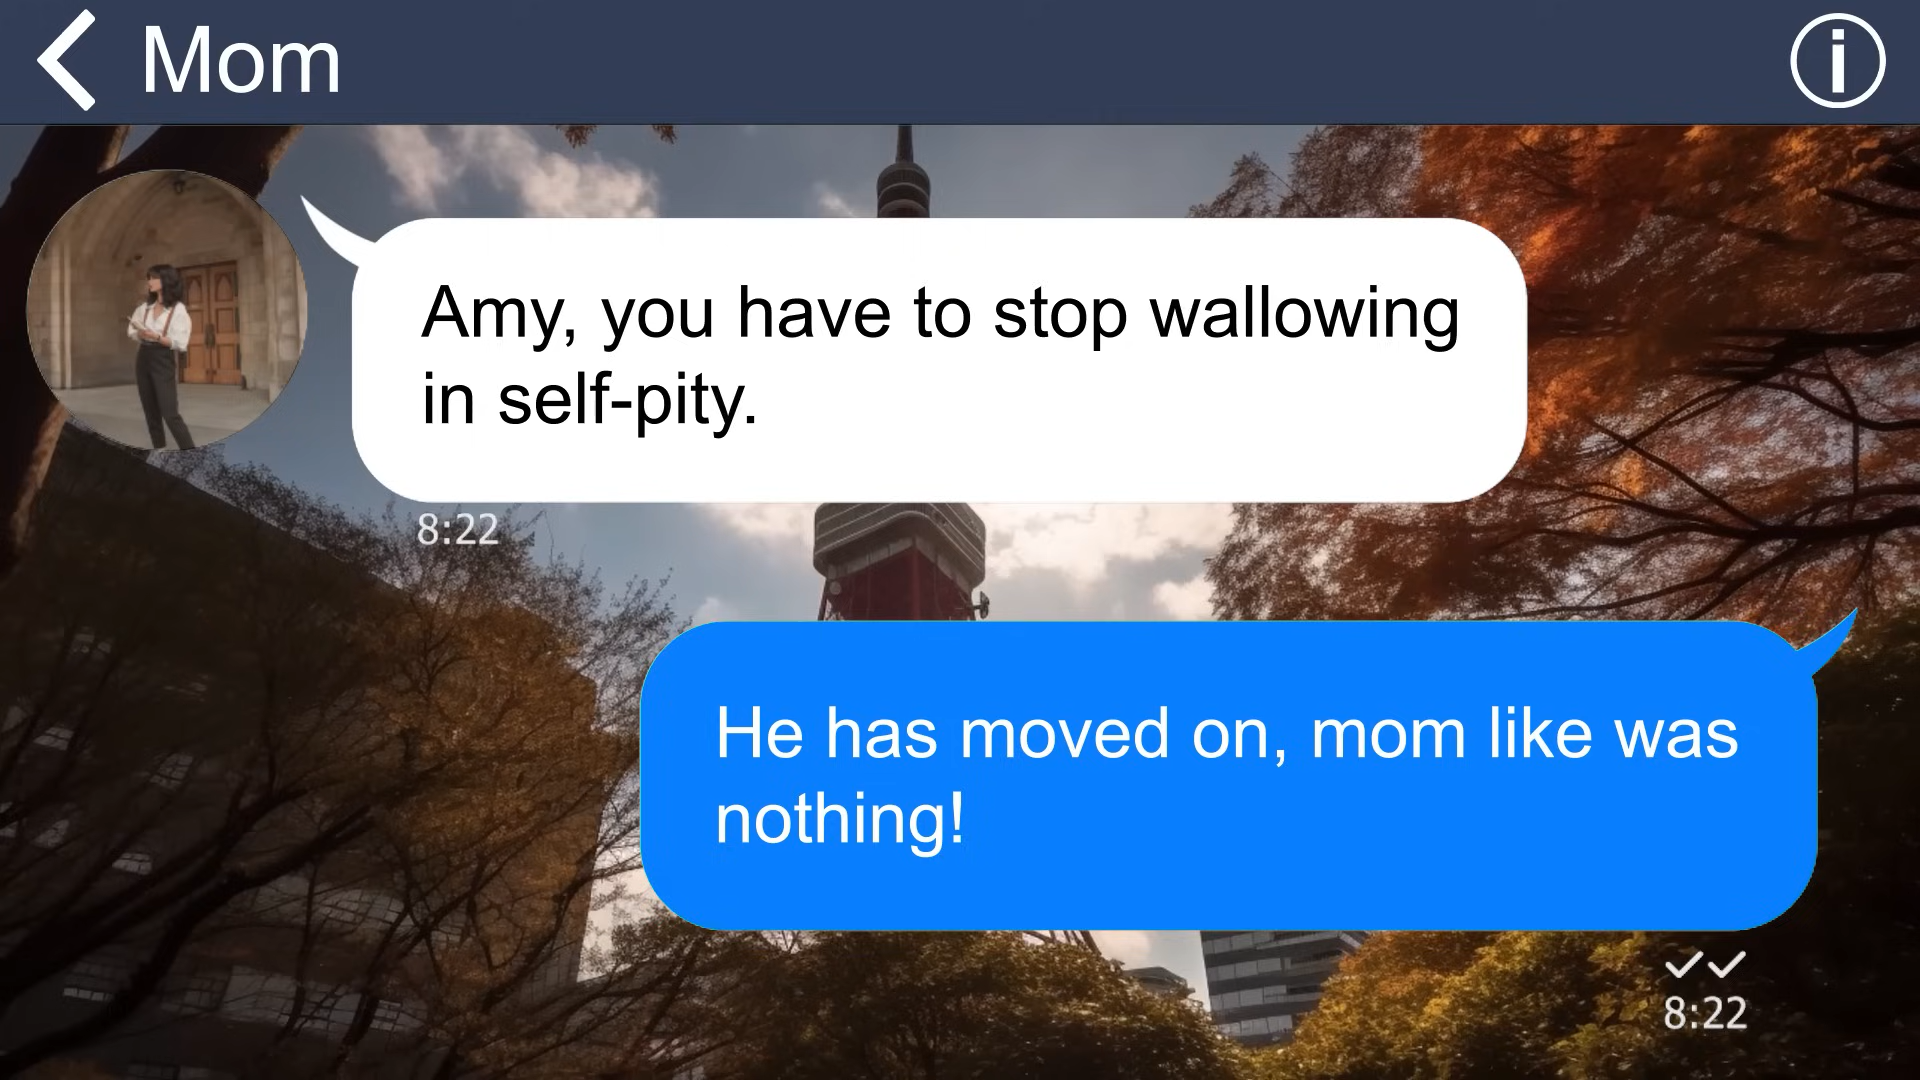 Mom
Amy, you have to stop wallowing
in self-pity.
8:22
He has moved on, mom like was
nothing!
8:22